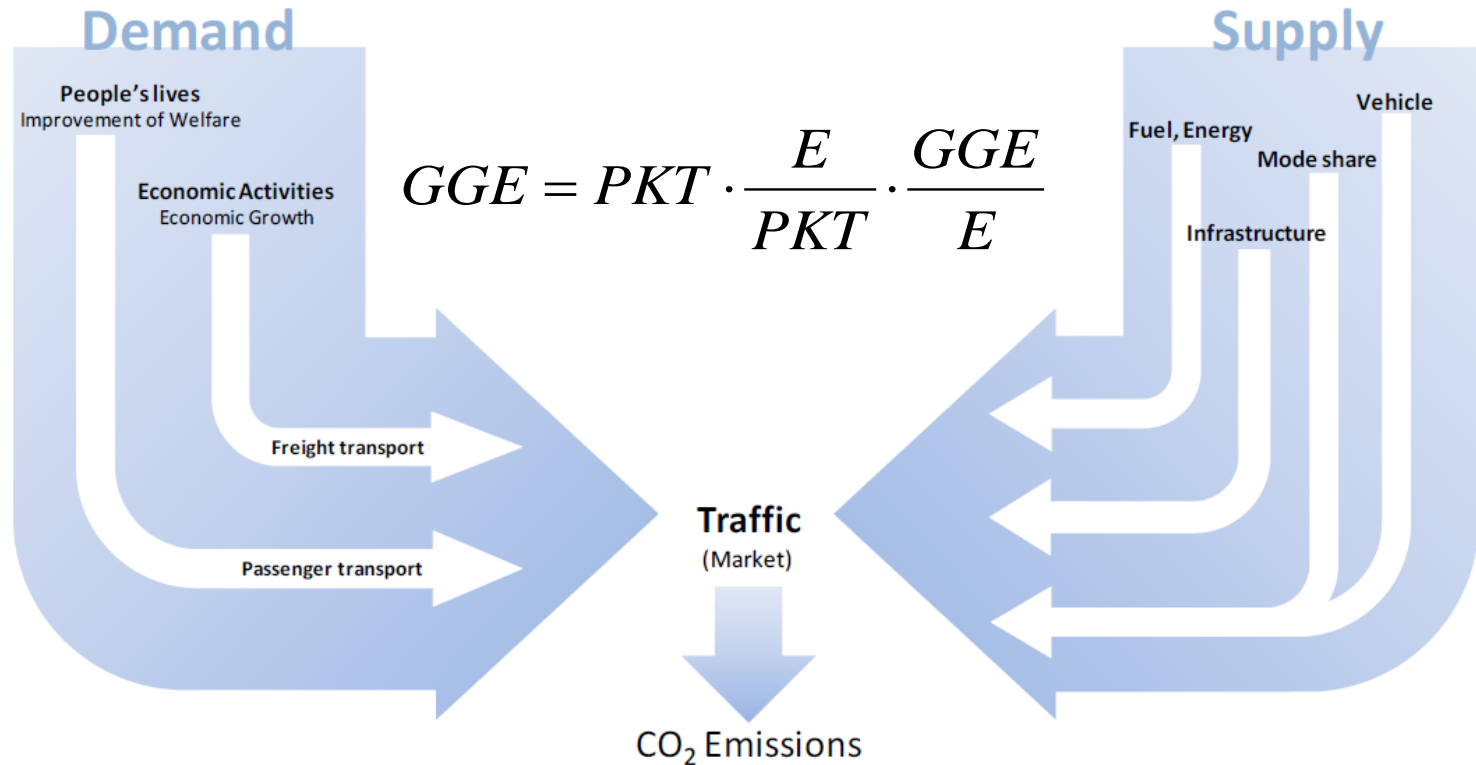 Demand
Supply
People's lives
Improvement of Welfare
Economic Activities
Economic Growth
GGE = PKT · E/PKT · GGE/E
Vehicle
Fuel, Energy
Mode share
Infrastructure
Freight transport
Passenger transport
Traffic
(Market)
CO₂ Emissions